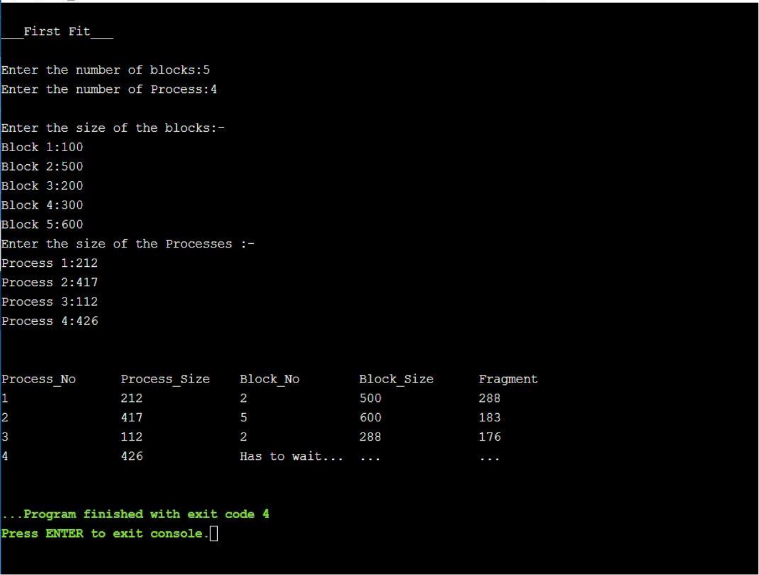 ___First Fit___
Enter the number of blocks:5
Enter the number of Process:4
Enter the size of the blocks:-
Block 1:100
Block 2:500
Block 3:200
Block 4:300
Block 5:600
Enter the size of the Processes :-
Process 1:212
Process 2:417
Process 3:112
Process 4:426
Process_No Process_Size Block_No Block_Size Fragment
1 212 2 500 288
2 417 5 600 183
3 112 2 288 176
4 426 Has to wait... ... ...
...Program finished with exit code 4
Press ENTER to exit console.